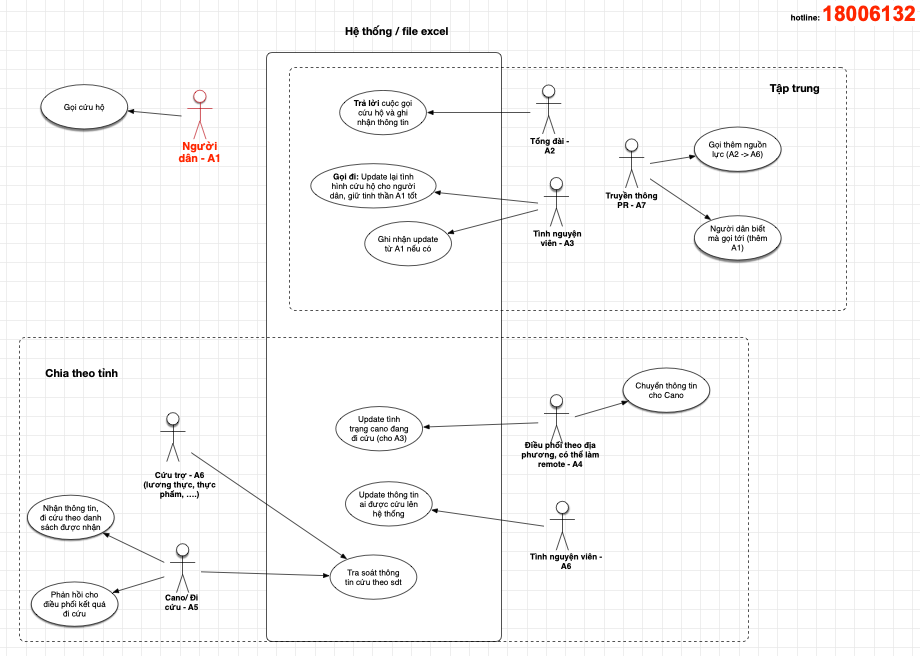 hotline: 18006132
Hệ thống / file excel
Tập trung
Gọi cứu hộ
Người
dân - A1
Trả lời cuộc gọi
cứu hộ và ghi
nhận thông tin
Tổng đài -
A2
Gọi thêm nguồn
lực (A2 -> A6)
Truyền thông
PR - A7
Gọi đi: Update lại tình
hình cứu hộ cho người
dân, giữ tinh thần A1 tốt
Tình nguyện
viên - A3
Ghi nhận update
từ A1 nếu có
Người dân biết
mà gọi tới (thêm
A1)
Chia theo tỉnh
Chuyển thông tin
cho Cano
Update tình
trạng cano đang
đi cứu (cho A3)
Điều phối theo địa
phương, có thể làm
remote - A4
Cứu trợ - A6
(lương thực, thực
phẩm, ....)
Update thông tin
ai được cứu lên
hệ thống
Nhận thông tin,
đi cứu theo danh
sách được nhận
Tình nguyện viên -
A6
Tra soát thông
tin cứu theo sdt
Cano/ Đi
cứu - A5
Phản hồi cho
điều phối kết quả
đi cứu